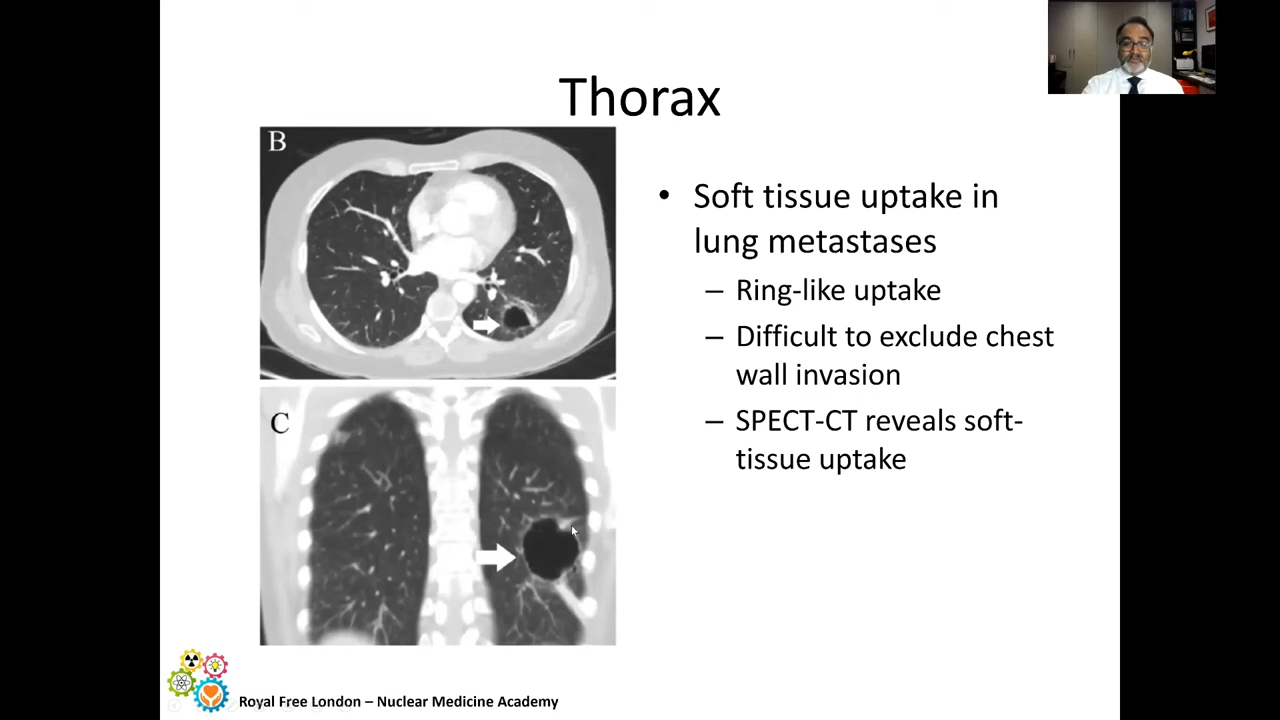 Thorax
B
C
• Soft tissue uptake in
lung metastases
– Ring-like uptake
– Difficult to exclude chest
wall invasion
– SPECT-CT reveals soft-
tissue uptake
Royal Free London – Nuclear Medicine Academy